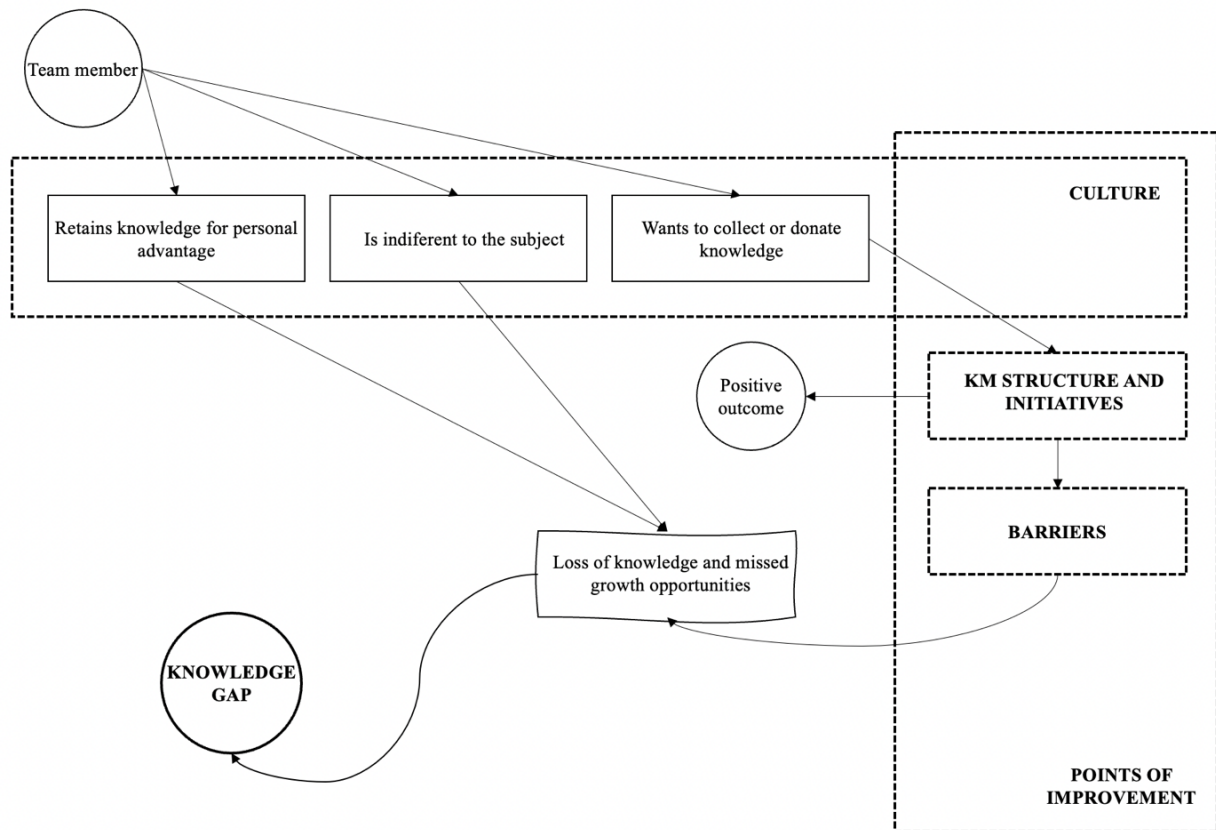 Team member
CULTURE
Retains knowledge for personal
advantage
Is indiferent to the subject
Wants to collect or donate
knowledge
Positive
outcome
KM STRUCTURE AND
INITIATIVES
BARRIERS
Loss of knowledge and missed
growth opportunities
KNOWLEDGE
GAP
POINTS OF
IMPROVEMENT